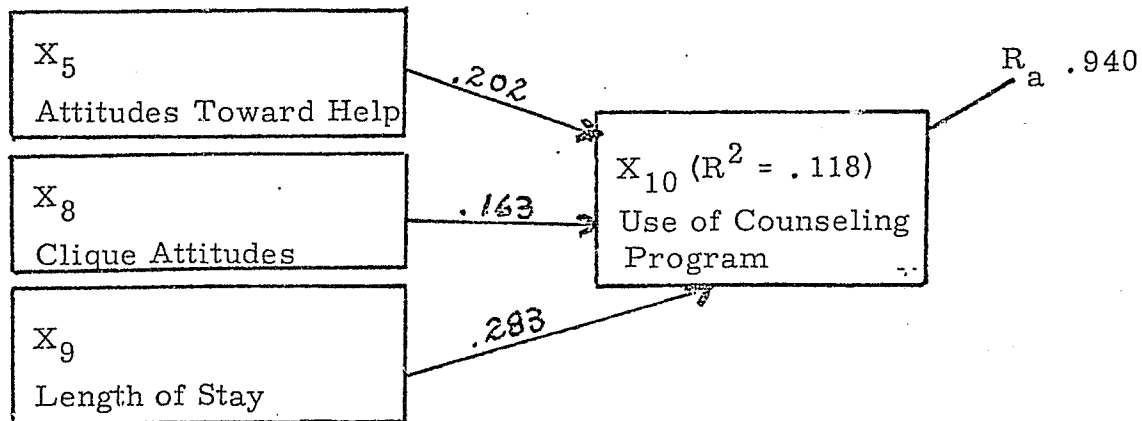 X5
Attitudes Toward Help
.202
R_a .940
X8
Clique Attitudes
.163
X10 (R² = .118)
Use of Counseling
Program
X9
Length of Stay
.283